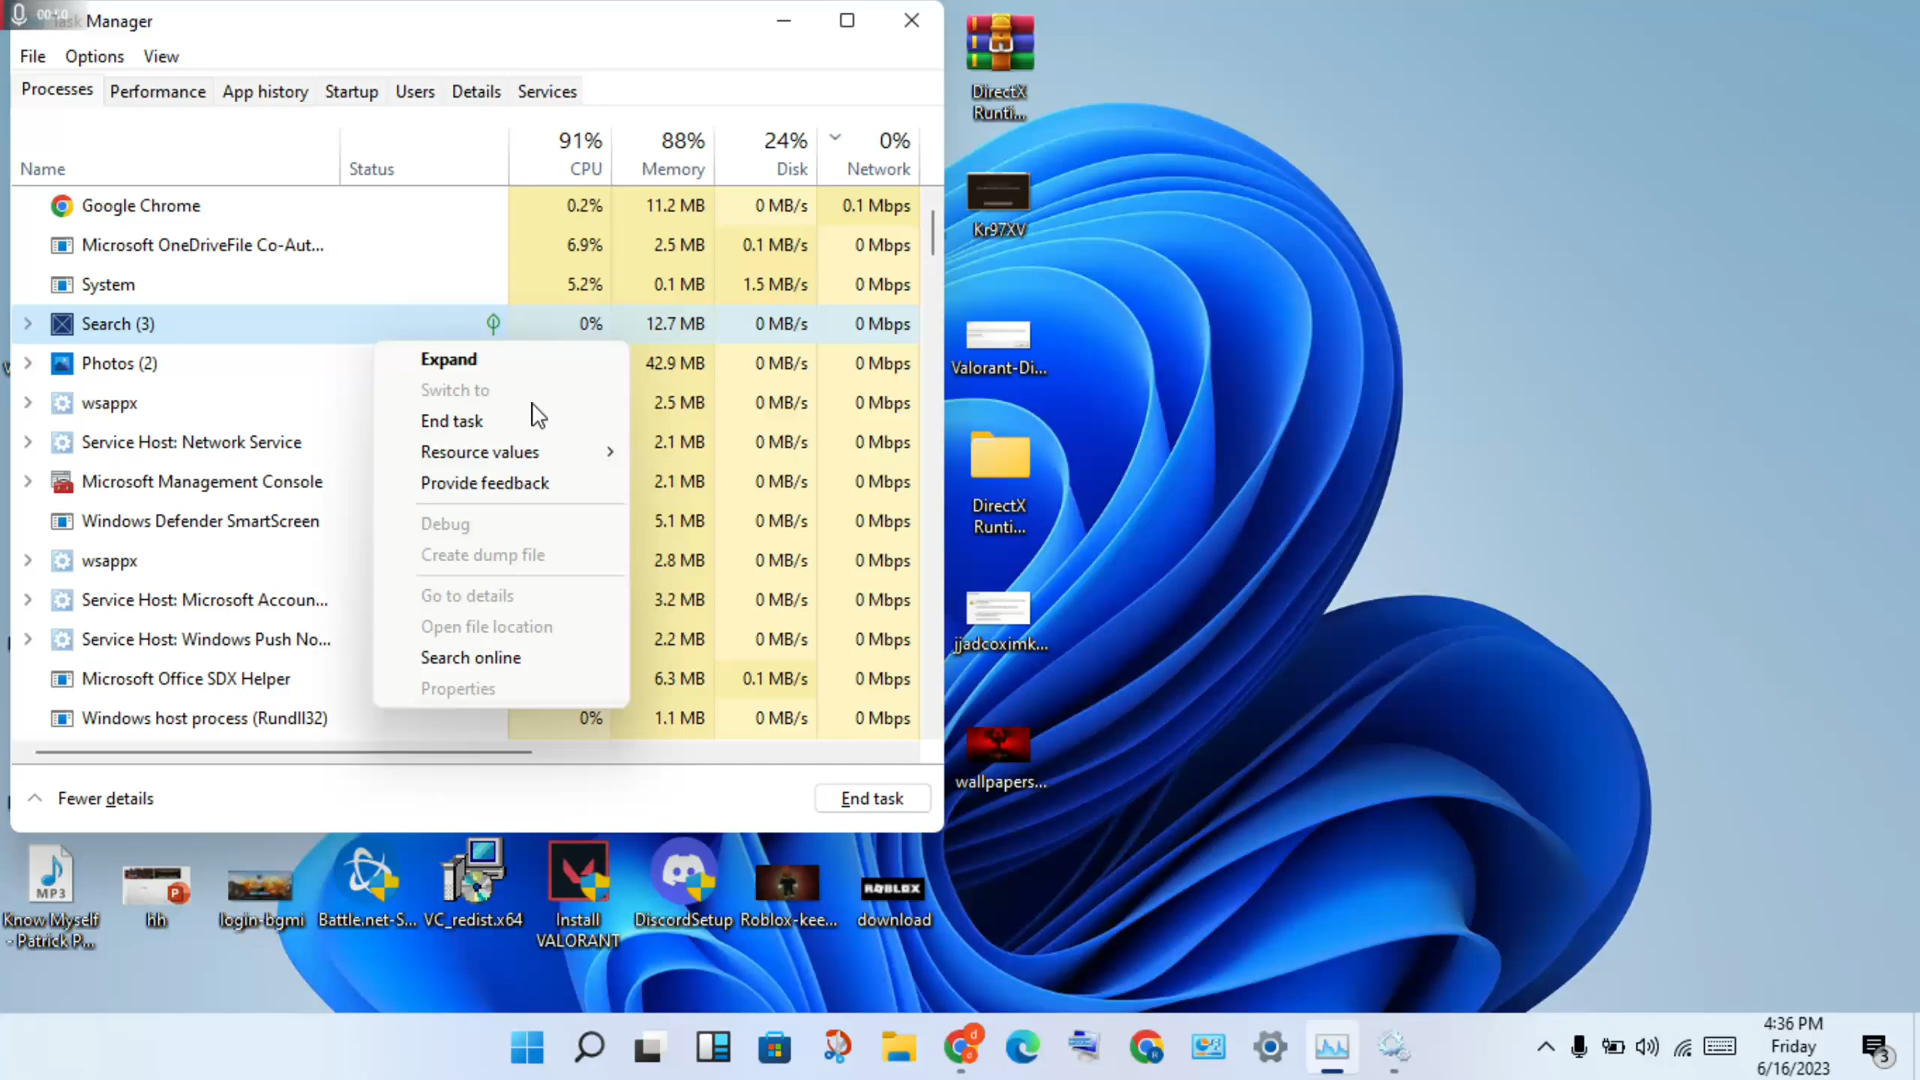 00:50
Task Manager
File Options View
Processes Performance App history Startup Users Details Services
91% 88% 24% 0%
Name Status CPU Memory Disk Network
Google Chrome 0.2% 11.2 MB 0 MB/s 0.1 Mbps
Microsoft OneDriveFile Co-Aut... 6.9% 2.5 MB 0.1 MB/s 0 Mbps
System 5.2% 0.1 MB 1.5 MB/s 0 Mbps
Search (3) 0% 12.7 MB 0 MB/s 0 Mbps
Photos (2) 42.9 MB 0 MB/s 0 Mbps
wsappx 2.5 MB 0 MB/s 0 Mbps
Service Host: Network Service 2.1 MB 0 MB/s 0 Mbps
Microsoft Management Console 2.1 MB 0 MB/s 0 Mbps
Windows Defender SmartScreen 5.1 MB 0 MB/s 0 Mbps
wsappx 2.8 MB 0 MB/s 0 Mbps
Service Host: Microsoft Accoun... 3.2 MB 0 MB/s 0 Mbps
Service Host: Windows Push No... 2.2 MB 0 MB/s 0 Mbps
Microsoft Office SDX Helper 6.3 MB 0.1 MB/s 0 Mbps
Windows host process (Rundll32) 0% 1.1 MB 0 MB/s 0 Mbps
Expand
Switch to
End task
Resource values
Provide feedback
Debug
Create dump file
Go to details
Open file location
Search online
Properties
Fewer details End task
DirectX
Runti...
Kr97XV
Valorant-Di...
DirectX
Runti...
jjadcoximk...
wallpapers...
MP3
Know Myself
- Patrick P...
hh
login-bgmi
Battle.net-S...
VC_redist.x64
Install
VALORANT
DiscordSetup
Roblox-kee...
ROBLOX
download
4:36 PM
Friday
6/16/2023
3